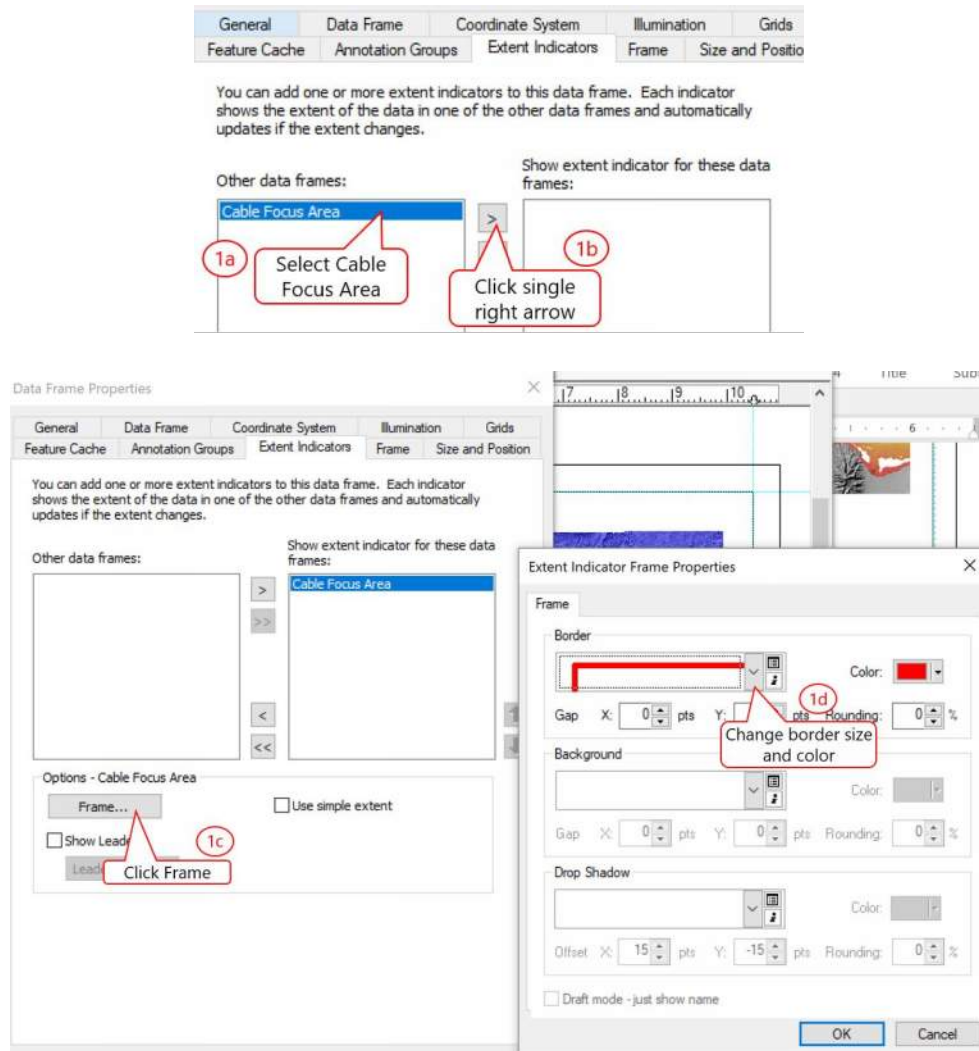 General Data Frame Coordinate System Illumination Grids
Feature Cache Annotation Groups Extent Indicators Frame Size and Positio
You can add one or more extent indicators to this data frame. Each indicator
shows the extent of the data in one of the other data frames and automatically
updates if the extent changes.
Other data frames:
Show extent indicator for these data
frames:
Cable Focus Area
>
1a
Select Cable
Focus Area
1b
Click single
right arrow
Data Frame Properties
General Data Frame Coordinate System Illumination Grids
Feature Cache Annotation Groups Extent Indicators Frame Size and Position
You can add one or more extent indicators to this data frame. Each indicator
shows the extent of the data in one of the other data frames and automatically
updates if the extent changes.
Other data frames:
Show extent indicator for these data
frames:
Cable Focus Area
>
>>
<
<<
Options - Cable Focus Area
Frame...
Use simple extent
Show Leade
Leade
1c
Click Frame
7 8 9 10
Title
6
Extent Indicator Frame Properties
Frame
Border
Color:
Gap X: 0 pts Y: pts Rounding: 0 %
1d
Change border size
and color
Background
Color:
Gap X: 0 pts Y: 0 pts Rounding: 0 %
Drop Shadow
Color:
Offset X: 15 pts Y: -15 pts Rounding: 0 %
Draft mode - just show name
OK Cancel